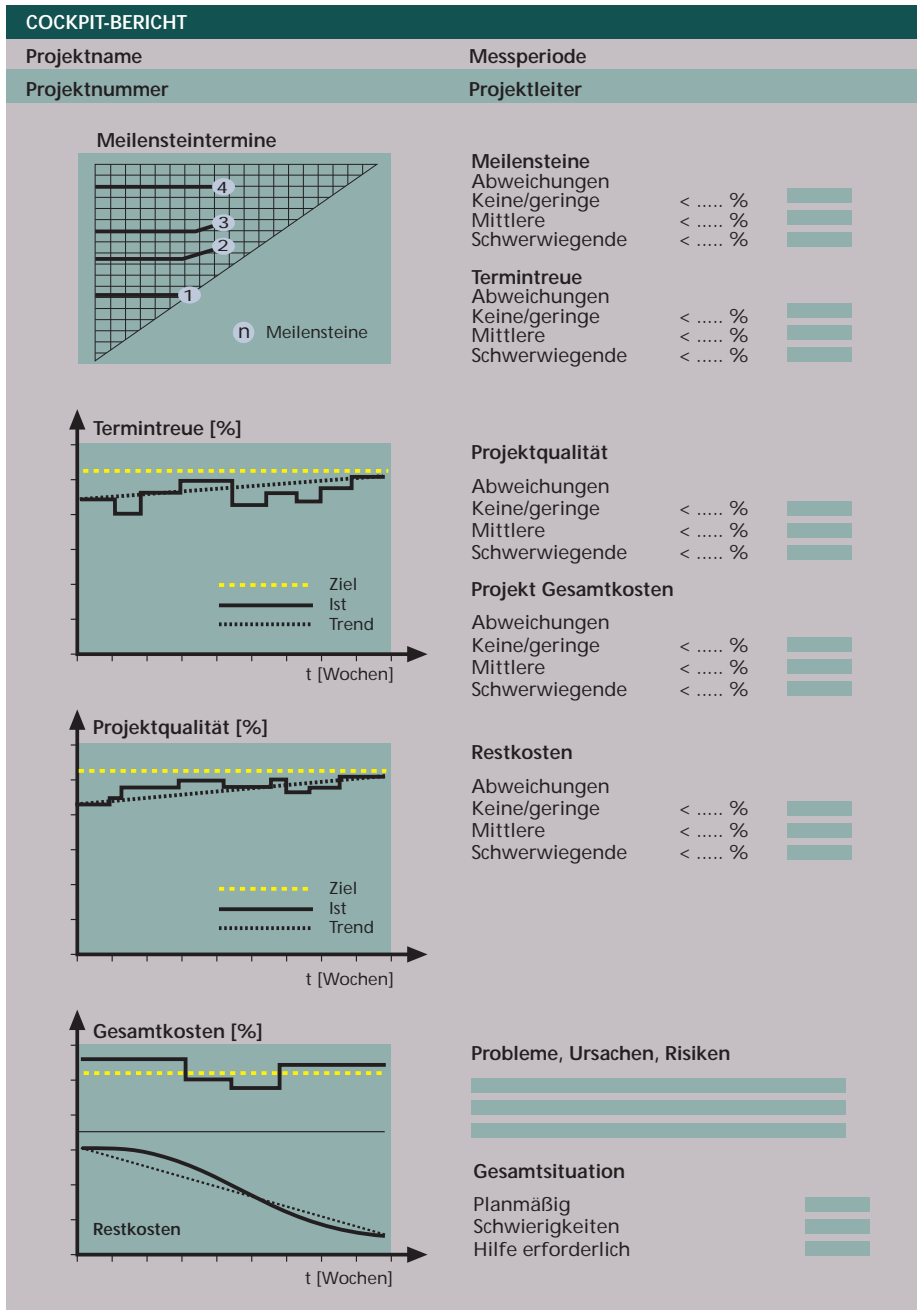 COCKPIT-BERICHT
Projektname Messperiode
Projektnummer Projektleiter
Meilensteintermine
4
3
2
1
n Meilensteine
Meilensteine
Abweichungen
Keine/geringe < ..... %
Mittlere < ..... %
Schwerwiegende < ..... %
Termintreue
Abweichungen
Keine/geringe < ..... %
Mittlere < ..... %
Schwerwiegende < ..... %
Termintreue [%]
Ziel
Ist
Trend
t [Wochen]
Projektqualität
Abweichungen
Keine/geringe < ..... %
Mittlere < ..... %
Schwerwiegende < ..... %
Projekt Gesamtkosten
Abweichungen
Keine/geringe < ..... %
Mittlere < ..... %
Schwerwiegende < ..... %
Projektqualität [%]
Ziel
Ist
Trend
t [Wochen]
Restkosten
Abweichungen
Keine/geringe < ..... %
Mittlere < ..... %
Schwerwiegende < ..... %
Gesamtkosten [%]
Restkosten
t [Wochen]
Probleme, Ursachen, Risiken
Gesamtsituation
Planmäßig
Schwierigkeiten
Hilfe erforderlich